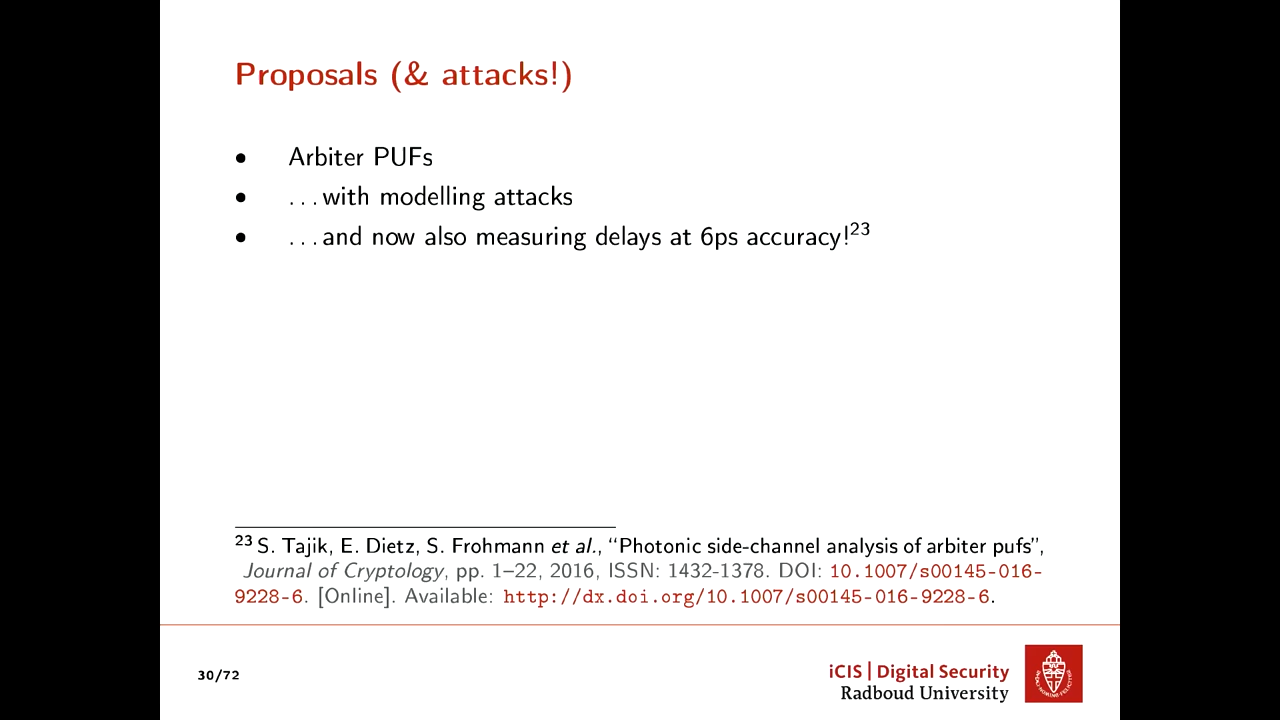 Proposals (& attacks!)
• Arbiter PUFs
• ...with modelling attacks
• ...and now also measuring delays at 6ps accuracy!23
23 S. Tajik, E. Dietz, S. Frohmann et al., “Photonic side-channel analysis of arbiter pufs”,
Journal of Cryptology, pp. 1–22, 2016, ISSN: 1432-1378. DOI: 10.1007/s00145-016-
9228-6. [Online]. Available: http://dx.doi.org/10.1007/s00145-016-9228-6.
30/72
iCIS | Digital Security
Radboud University